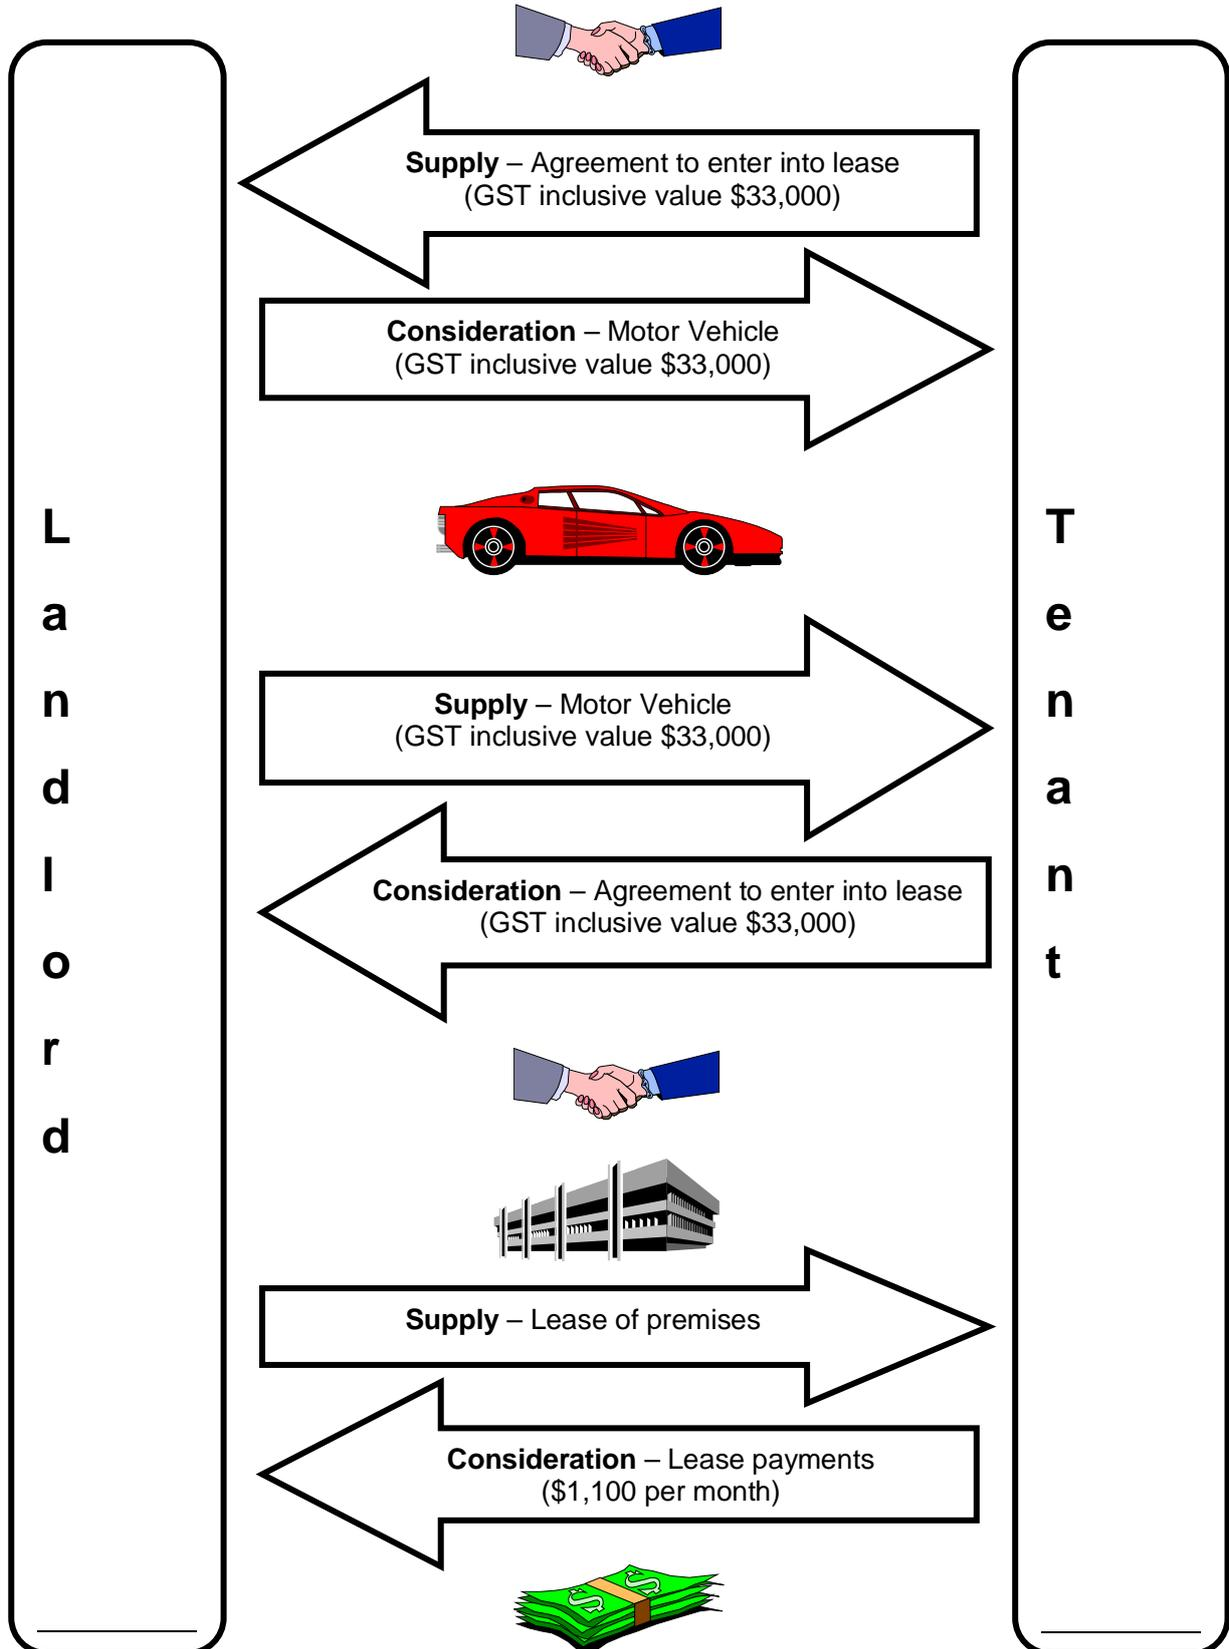 Supply – Agreement to enter into lease
(GST inclusive value $33,000)
Consideration – Motor Vehicle
(GST inclusive value $33,000)
L
a
n
d
l
o
r
d
T
e
n
a
n
t
Supply – Motor Vehicle
(GST inclusive value $33,000)
Consideration – Agreement to enter into lease
(GST inclusive value $33,000)
Supply – Lease of premises
Consideration – Lease payments
($1,100 per month)
$ $